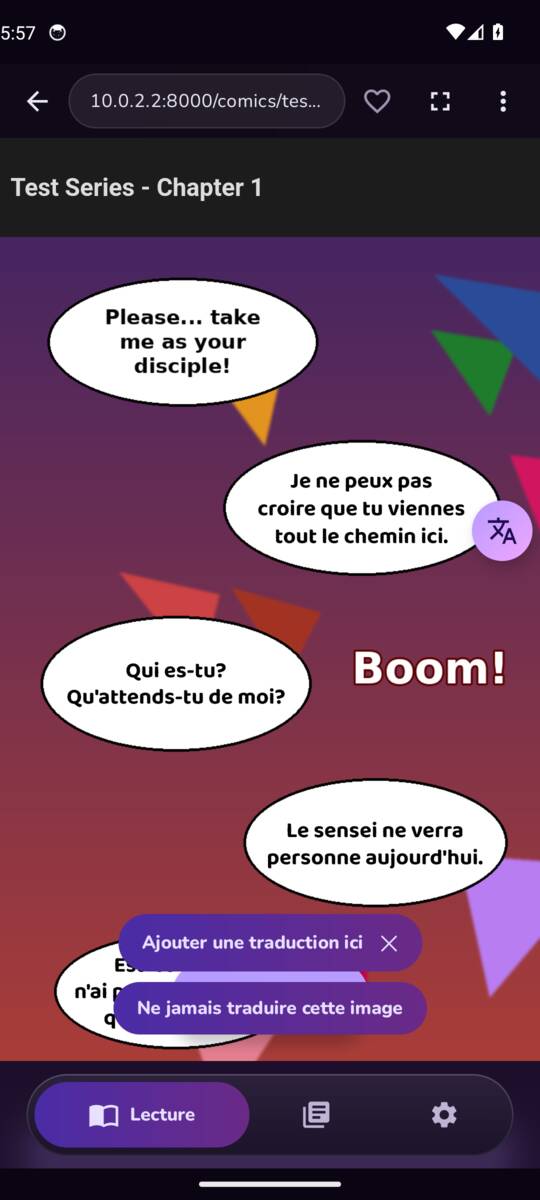 5:57
10.0.2.2:8000/comics/tes...
Test Series - Chapter 1
Please... take
me as your
disciple!
Je ne peux pas
croire que tu viennes
tout le chemin ici.
Qui es-tu?
Qu'attends-tu de moi?
Boom!
Le sensei ne verra
personne aujourd'hui.
n'ai
Ajouter une traduction ici
Ne jamais traduire cette image
Lecture